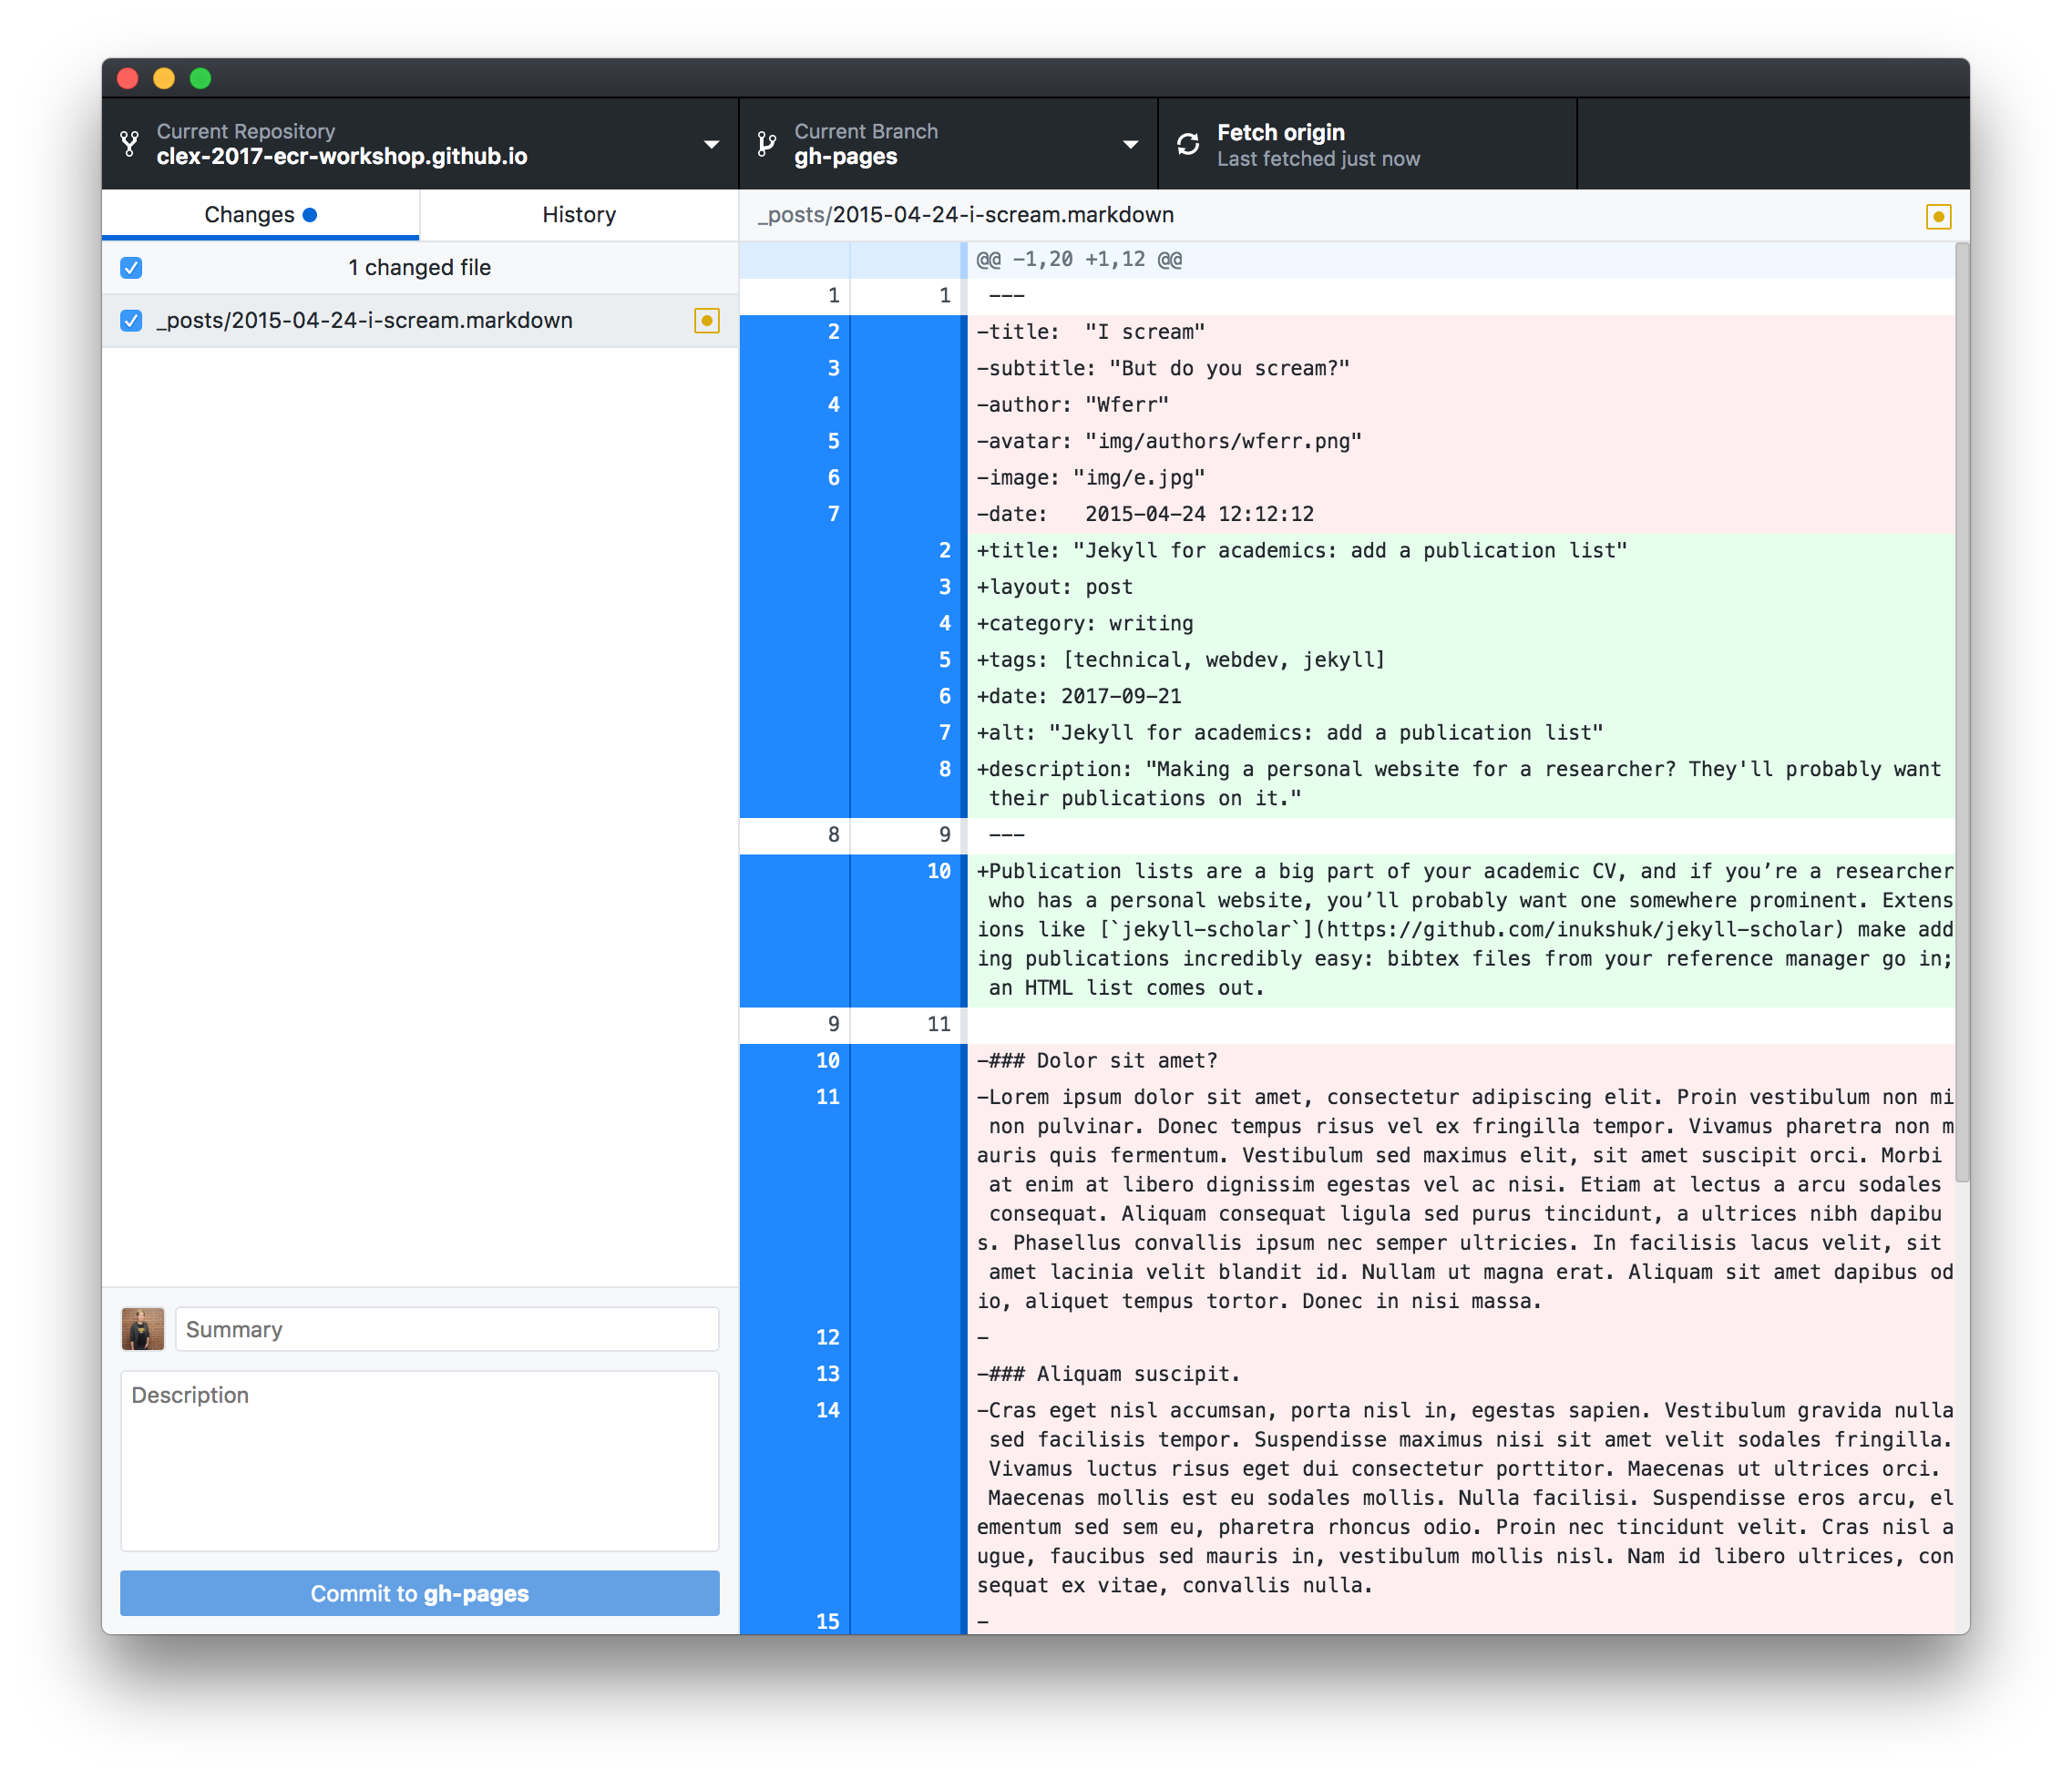 Current Repository
clex-2017-ecr-workshop.github.io
Current Branch
gh-pages
Fetch origin
Last fetched just now
Changes
History
_posts/2015-04-24-i-scream.markdown
1 changed file
_posts/2015-04-24-i-scream.markdown
@@ -1,20 +1,12 @@
1 1 ---
2 -title:  "I scream"
3 -subtitle: "But do you scream?"
4 -author: "Wferr"
5 -avatar: "img/authors/wferr.png"
6 -image: "img/e.jpg"
7 -date:   2015-04-24 12:12:12
2 +title: "Jekyll for academics: add a publication list"
3 +layout: post
4 +category: writing
5 +tags: [technical, webdev, jekyll]
6 +date: 2017-09-21
7 +alt: "Jekyll for academics: add a publication list"
8 +description: "Making a personal website for a researcher? They'll probably want
their publications on it."
8 9 ---
10 +Publication lists are a big part of your academic CV, and if you’re a researcher
who has a personal website, you’ll probably want one somewhere prominent. Extens
ions like [`jekyll-scholar`](https://github.com/inukshuk/jekyll-scholar) make add
ing publications incredibly easy: bibtex files from your reference manager go in;
an HTML list comes out.
9 11
10 -### Dolor sit amet?
11 -Lorem ipsum dolor sit amet, consectetur adipiscing elit. Proin vestibulum non mi
non pulvinar. Donec tempus risus vel ex fringilla tempor. Vivamus pharetra non m
auris quis fermentum. Vestibulum sed maximus elit, sit amet suscipit orci. Morbi
at enim at libero dignissim egestas vel ac nisi. Etiam at lectus a arcu sodales
consequat. Aliquam consequat ligula sed purus tincidunt, a ultrices nibh dapibu
s. Phasellus convallis ipsum nec semper ultricies. In facilisis lacus velit, sit
amet lacinia velit blandit id. Nullam ut magna erat. Aliquam sit amet dapibus od
io, aliquet tempus tortor. Donec in nisi massa.
12 -
13 -### Aliquam suscipit.
14 -Cras eget nisl accumsan, porta nisl in, egestas sapien. Vestibulum gravida nulla
sed facilisis tempor. Suspendisse maximus nisi sit amet velit sodales fringilla.
Vivamus luctus risus eget dui consectetur porttitor. Maecenas ut ultrices orci.
Maecenas mollis est eu sodales mollis. Nulla facilisi. Suspendisse eros arcu, el
ementum sed sem eu, pharetra rhoncus odio. Proin nec tincidunt velit. Cras nisl a
ugue, faucibus sed mauris in, vestibulum mollis nisl. Nam id libero ultrices, con
sequat ex vitae, convallis nulla.
15 -
Summary
Description
Commit to gh-pages